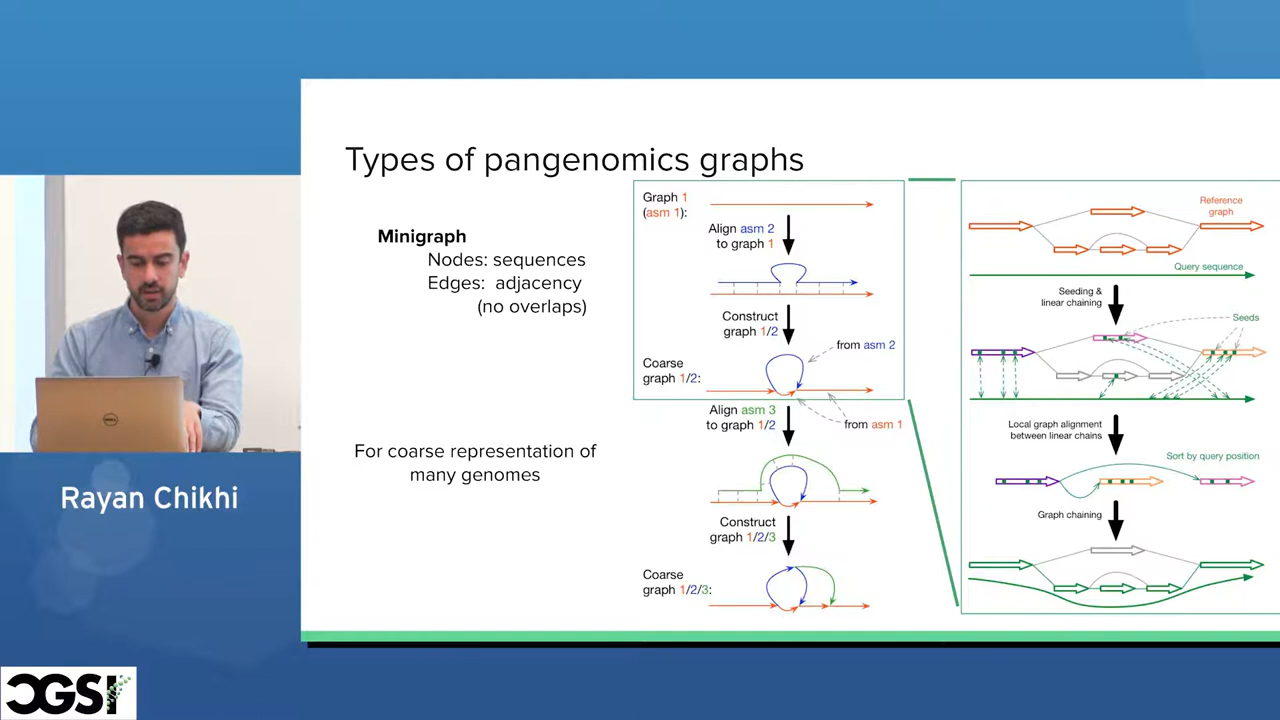 Types of pangenomics graphs
Minigraph
Nodes: sequences
Edges: adjacency
(no overlaps)
For coarse representation of
many genomes
Graph 1
(asm 1):
Align asm 2
to graph 1
Construct
graph 1/2
from asm 2
Coarse
graph 1/2:
Align asm 3
to graph 1/2
from asm 1
Construct
graph 1/2/3
Coarse
graph 1/2/3:
Reference
graph
Query sequence
Seeding &
linear chaining
Seeds
Local graph alignment
between linear chains
Sort by query position
Graph chaining
DELL
Rayan Chikhi
CGSI